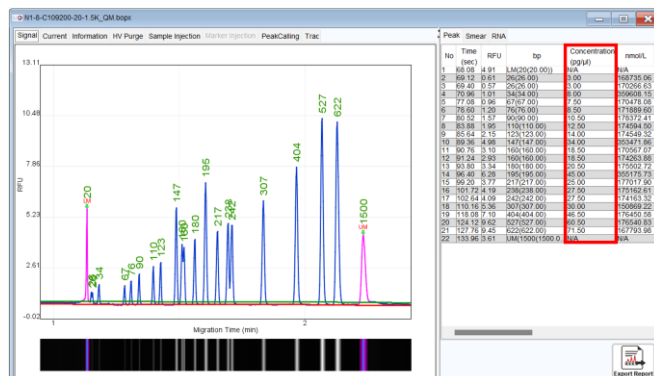 N1-8-C109200-20-1.5K_QM.bopx
Signal Current Information HV Purge Sample Injection Marker Injection PeakCalling Trac
Peak Smear RNA
13.11
10.48
7.86
5.23
2.61
-0.02
RFU
20
LM
26
34
67
76
90
110
123
147
160
180
195
217
238
242
307
404
527
622
1500
UM
1 2
Migration Time (min)
No Time (sec) RFU bp Concentration (pg/µl) nmol/L
1 68.08 4.91 LM(20(20.00)) N/A N/A
2 69.12 0.61 26(26.00) 3.00 168735.06
3 69.40 0.57 26(26.00) 3.00 170266.63
4 70.96 1.01 34(34.00) 8.00 359608.15
5 77.08 0.96 67(67.00) 7.50 170478.08
6 78.60 1.20 76(76.00) 8.50 171889.60
7 80.52 1.57 90(90.00) 10.50 178372.41
8 83.88 1.95 110(110.00) 12.50 174594.50
9 85.64 2.15 123(123.00) 14.00 174549.32
10 89.36 4.98 147(147.00) 34.00 353471.86
11 90.76 3.10 160(160.00) 18.50 170567.07
12 91.24 2.93 160(160.00) 18.50 174263.88
13 93.80 3.34 180(180.00) 20.50 175502.72
14 96.40 6.28 195(195.00) 45.00 355175.73
15 99.20 3.77 217(217.00) 25.00 177017.90
16 101.72 4.19 238(238.00) 27.50 175162.61
17 102.64 4.09 242(242.00) 27.50 174163.32
18 110.16 5.36 307(307.00) 30.00 150869.22
19 118.08 7.10 404(404.00) 46.50 176450.58
20 124.12 9.62 527(527.00) 60.50 176540.83
21 127.76 9.45 622(622.00) 71.50 167793.98
22 133.96 3.61 UM(1500(1500.0 N/A N/A
Export Report